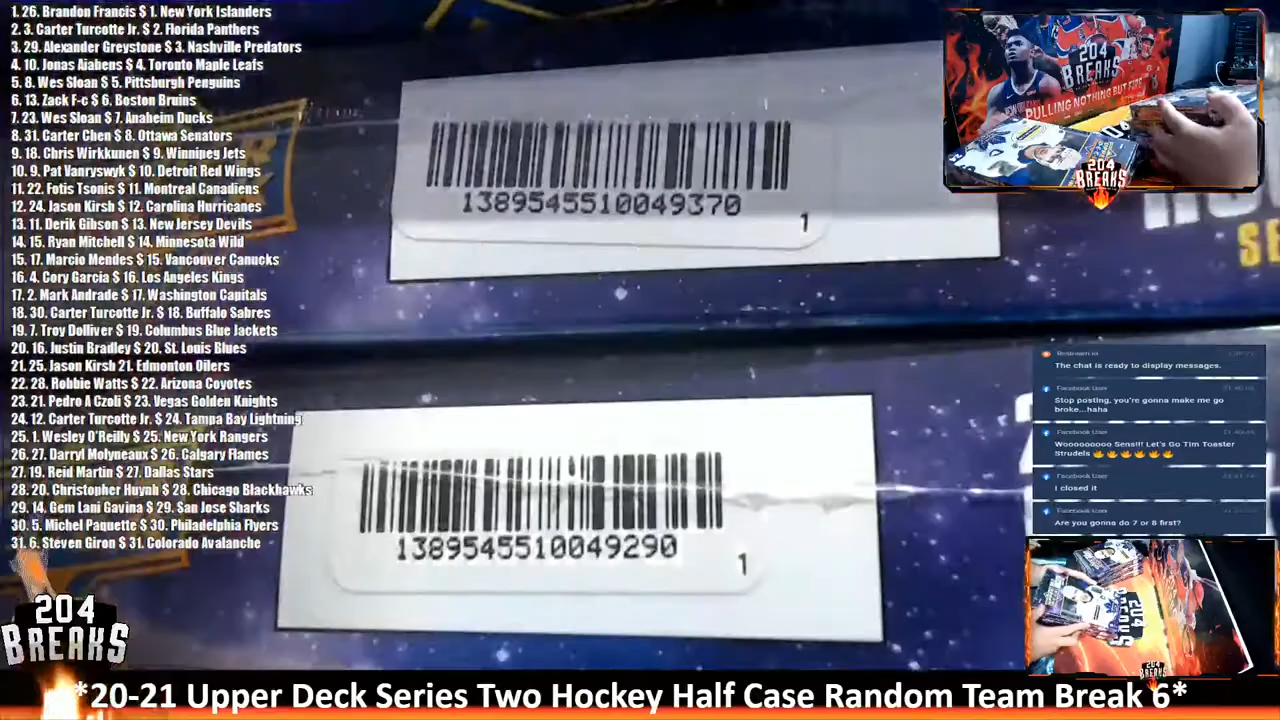 1. 26. Brandon Francis $ 1. New York Islanders
2. 3. Carter Turcotte Jr. $ 2. Florida Panthers
3. 29. Alexander Greystone $ 3. Nashville Predators
4. 10. Jonas Aiabens $ 4. Toronto Maple Leafs
5. 8. Wes Sloan $ 5. Pittsburgh Penguins
6. 13. Zack F-c $ 6. Boston Bruins
7. 23. Wes Sloan $ 7. Anaheim Ducks
8. 31. Carter Chen $ 8. Ottawa Senators
9. 18. Chris Wirkkunen $ 9. Winnipeg Jets
10. 9. Pat Vanryswyk $ 10. Detroit Red Wings
11. 22. Fotis Tsonis $ 11. Montreal Canadiens
12. 24. Jason Kirsh $ 12. Carolina Hurricanes
13. 11. Derik Gibson $ 13. New Jersey Devils
14. 15. Ryan Mitchell $ 14. Minnesota Wild
15. 17. Marcio Mendes $ 15. Vancouver Canucks
16. 4. Cory Garcia $ 16. Los Angeles Kings
17. 2. Mark Andrade $ 17. Washington Capitals
18. 30. Carter Turcotte Jr. $ 18. Buffalo Sabres
19. 7. Troy Dolliver $ 19. Columbus Blue Jackets
20. 16. Justin Bradley $ 20. St. Louis Blues
21. 25. Jason Kirsh 21. Edmonton Oilers
22. 28. Robbie Watts $ 22. Arizona Coyotes
23. 21. Pedro A Czoli $ 23. Vegas Golden Knights
24. 12. Carter Turcotte Jr. $ 24. Tampa Bay Lightning
25. 1. Wesley O'Reilly $ 25. New York Rangers
26. 27. Darryl Molyneaux $ 26. Calgary Flames
27. 19. Reid Martin $ 27. Dallas Stars
28. 20. Christopher Huynh $ 28. Chicago Blackhawks
29. 14. Gem Lani Gavina $ 29. San Jose Sharks
30. 5. Michel Paquette $ 30. Philadelphia Flyers
31. 6. Steven Giron $ 31. Colorado Avalanche
1389545510049370
1
1389545510049290
1
204
BREAKS
PULLING NOTHING BUT FIRE
204
BREAKS
Restream.io
The chat is ready to display messages.
Facebook User
Stop posting, you're gonna make me go
broke...haha
Facebook User
Wooooooooo Sens!!! Let's Go Tim Toaster
Strudels 🔥🔥🔥🔥🔥🔥
Facebook User
I closed it
Facebook User
Are you gonna do 7 or 8 first?
204
BREAKS
204
BREAKS
*20-21 Upper Deck Series Two Hockey Half Case Random Team Break 6*